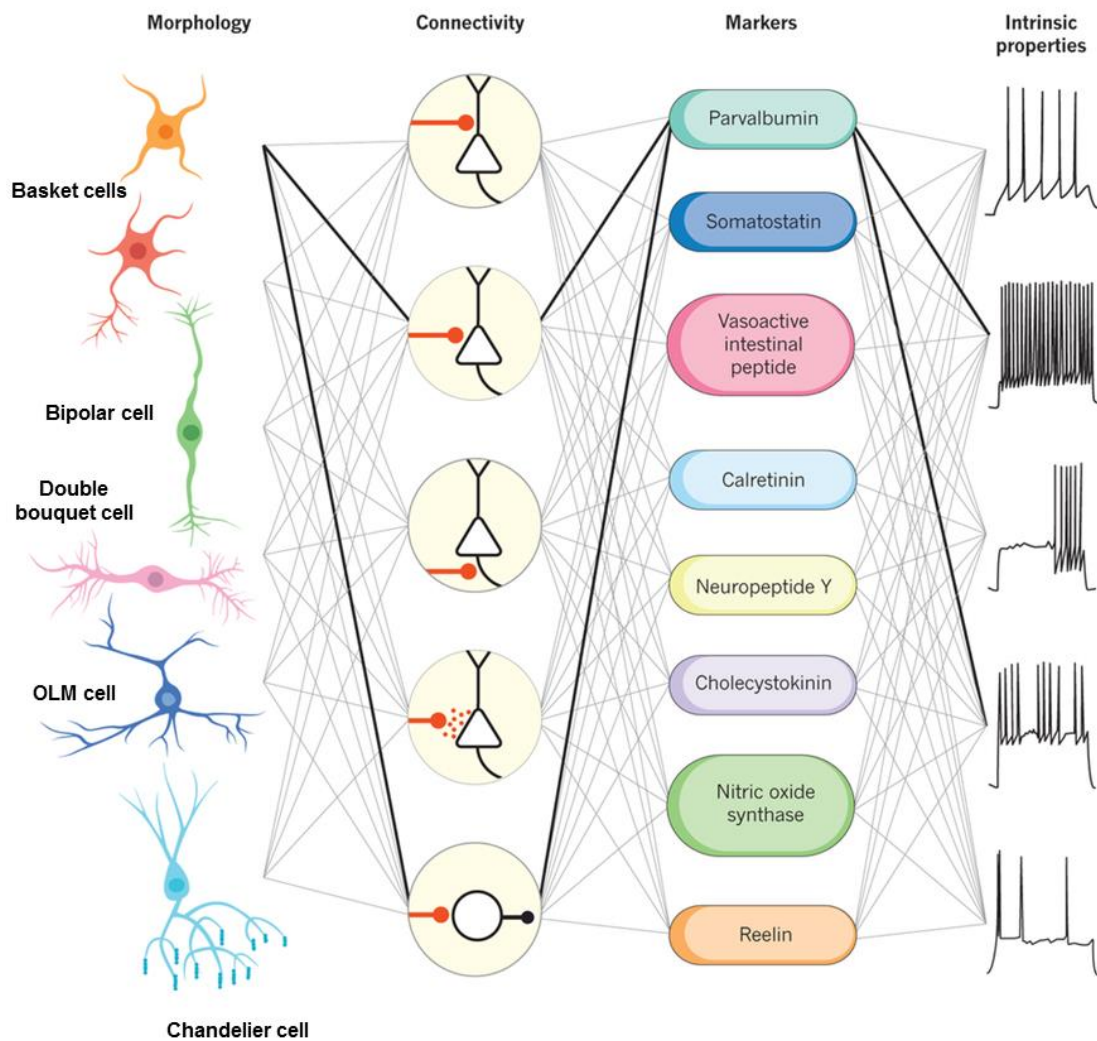 Morphology
Connectivity
Markers
Intrinsic
properties
Basket cells
Bipolar cell
Double
bouquet cell
OLM cell
Chandelier cell
Parvalbumin
Somatostatin
Vasoactive
intestinal
peptide
Calretinin
Neuropeptide Y
Cholecystokinin
Nitric oxide
synthase
Reelin